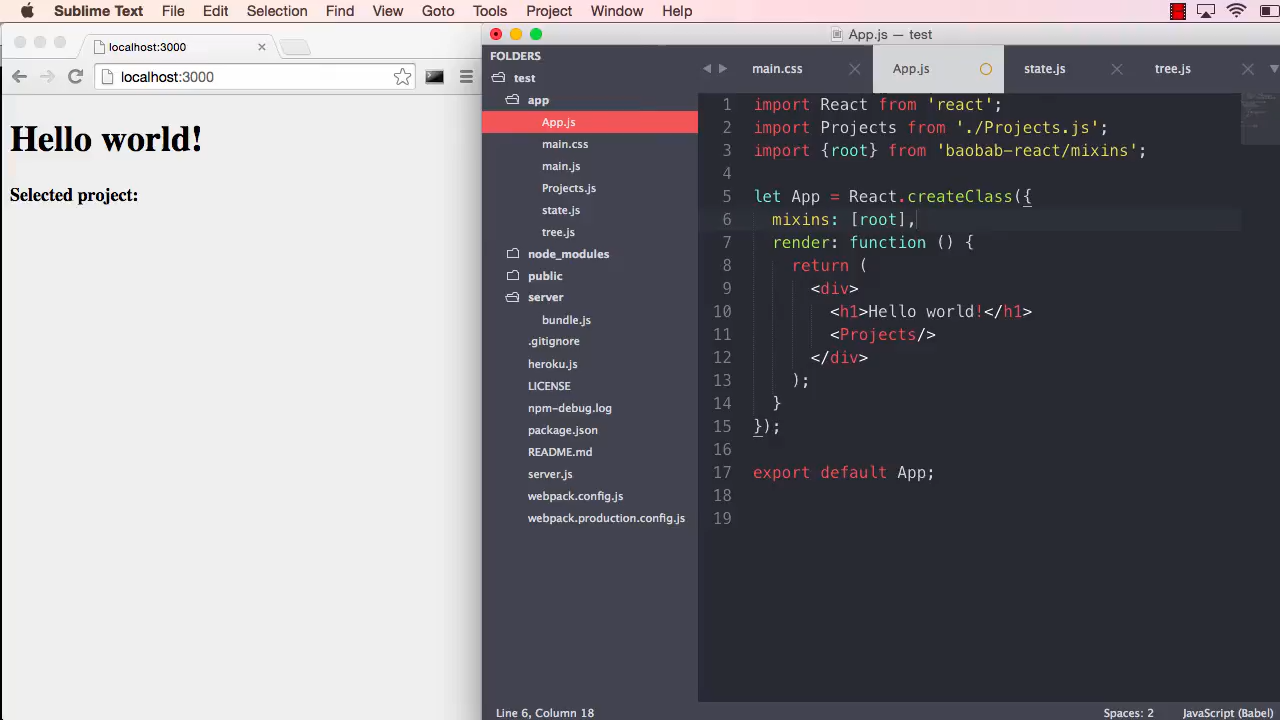 Sublime Text File Edit Selection Find View Goto Tools Project Window Help
localhost:3000
localhost:3000
Hello world!
Selected project:
App.js — test
FOLDERS
test
app
App.js
main.css
main.js
Projects.js
state.js
tree.js
node_modules
public
server
bundle.js
.gitignore
heroku.js
LICENSE
npm-debug.log
package.json
README.md
server.js
webpack.config.js
webpack.production.config.js
main.css App.js state.js tree.js
1 import React from 'react';
2 import Projects from './Projects.js';
3 import {root} from 'baobab-react/mixins';
4
5 let App = React.createClass({
6   mixins: [root],
7   render: function () {
8     return (
9       <div>
10         <h1>Hello world!</h1>
11         <Projects/>
12       </div>
13     );
14   }
15 });
16
17 export default App;
18
19
Line 6, Column 18 Spaces: 2 JavaScript (Babel)